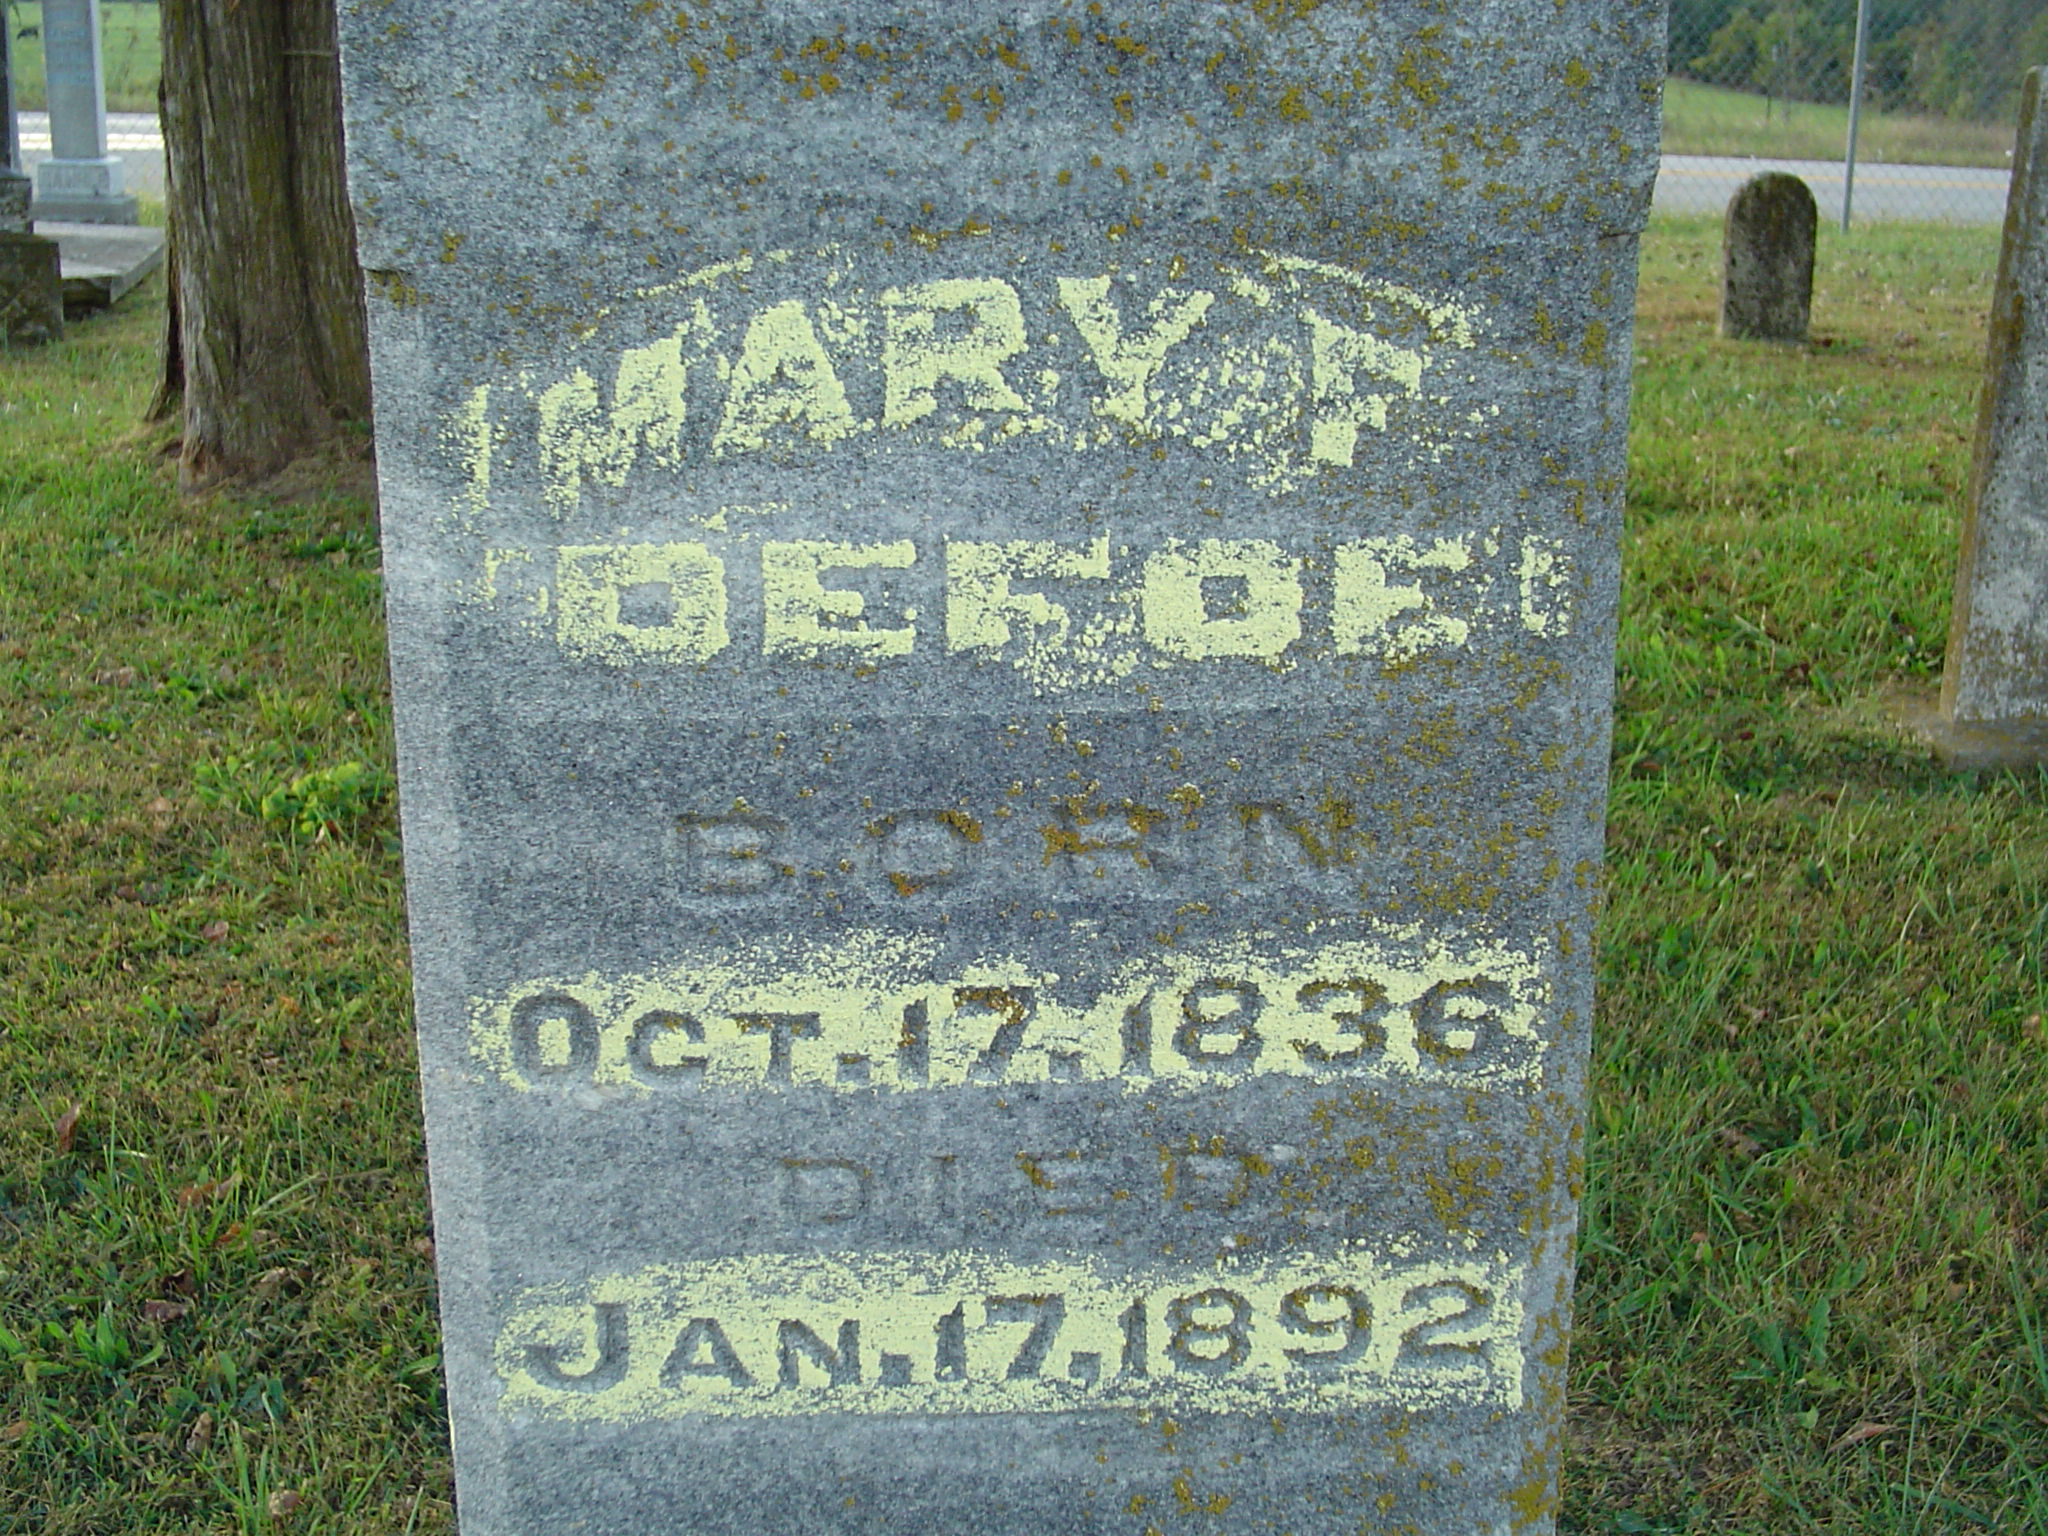 MARY F
DEFOE
BORN
OCT. 17. 1836
DIED
JAN. 17, 1892